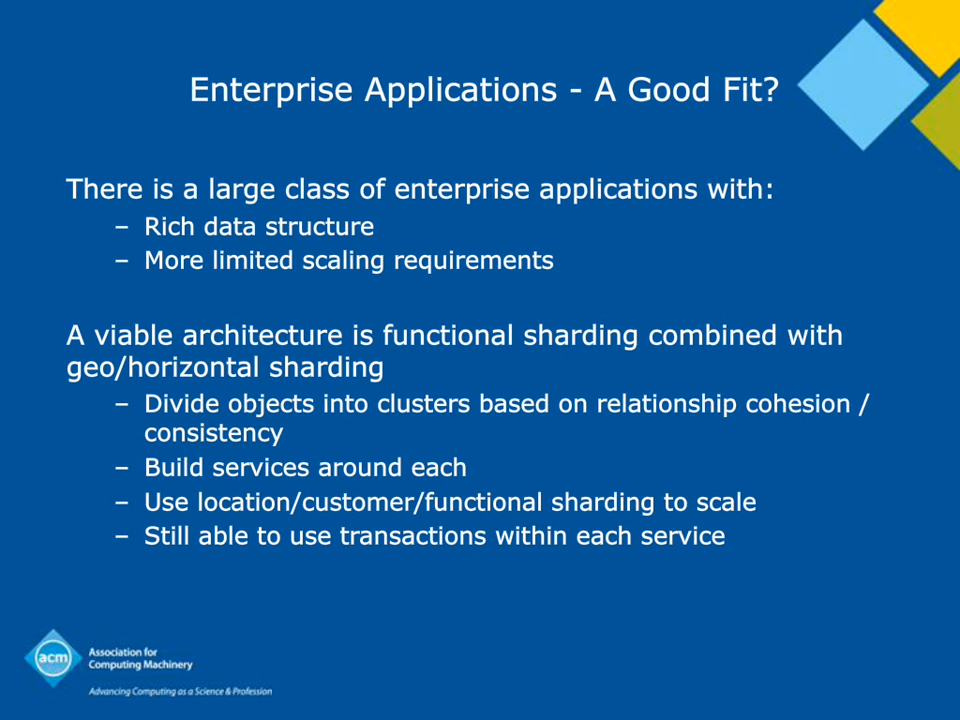 Enterprise Applications - A Good Fit?
There is a large class of enterprise applications with:
– Rich data structure
– More limited scaling requirements
A viable architecture is functional sharding combined with
geo/horizontal sharding
– Divide objects into clusters based on relationship cohesion /
consistency
– Build services around each
– Use location/customer/functional sharding to scale
– Still able to use transactions within each service
acm
Association for
Computing Machinery
Advancing Computing as a Science & Profession